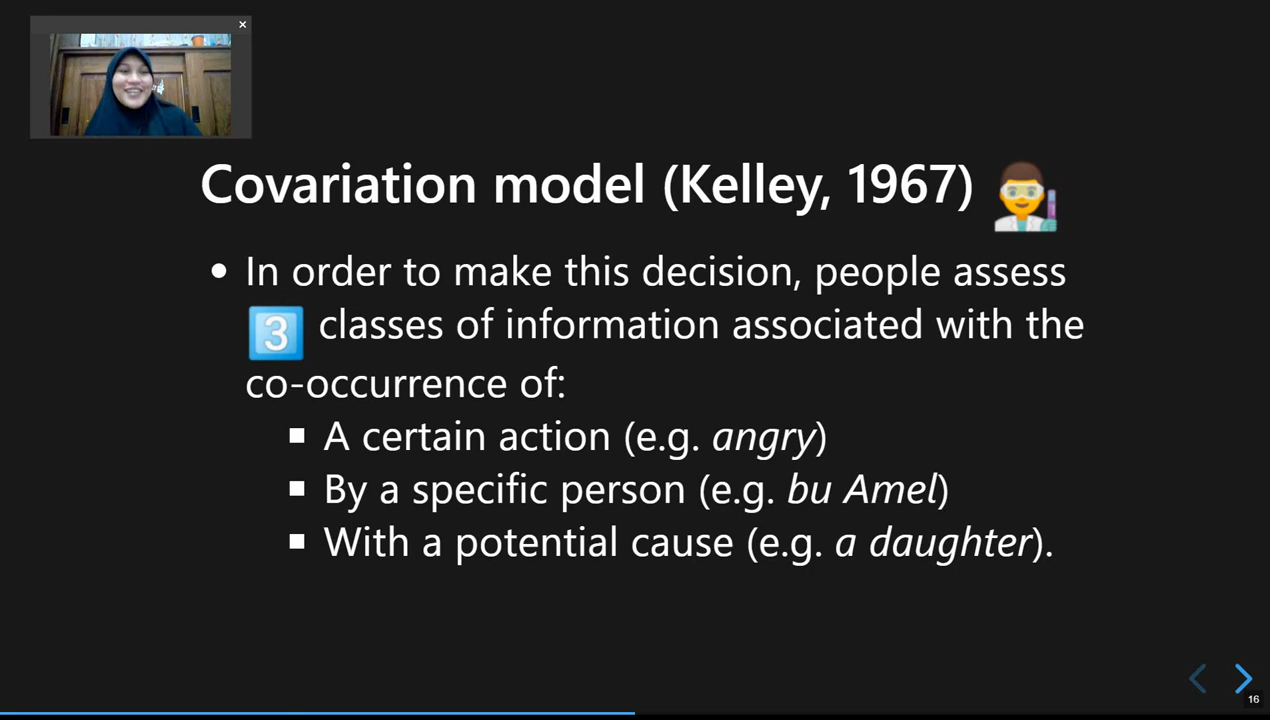 Covariation model (Kelley, 1967)
• In order to make this decision, people assess
3 classes of information associated with the
co-occurrence of:
▪ A certain action (e.g. angry)
▪ By a specific person (e.g. bu Amel)
▪ With a potential cause (e.g. a daughter).
16